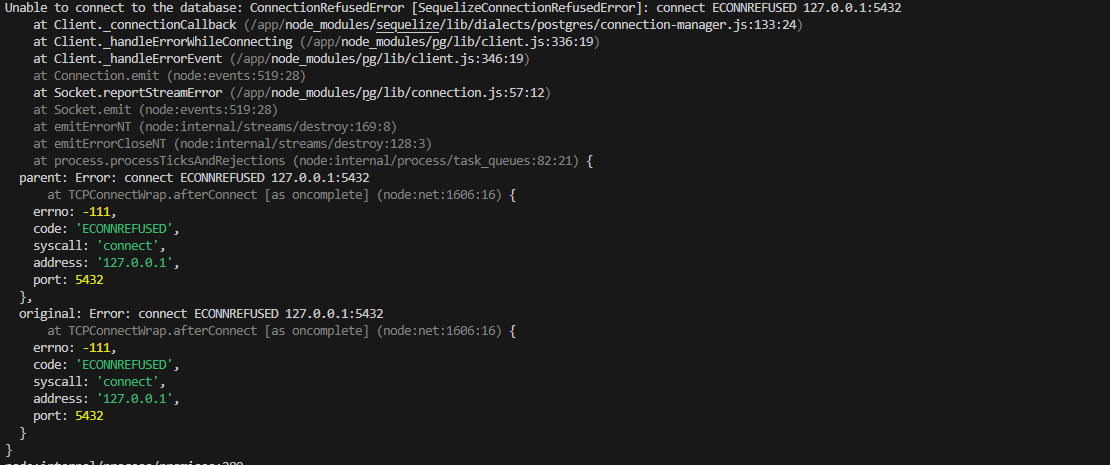 Unable to connect to the database: ConnectionRefusedError [SequelizeConnectionRefusedError]: connect ECONNREFUSED 127.0.0.1:5432
    at Client._connectionCallback (/app/node_modules/sequelize/lib/dialects/postgres/connection-manager.js:133:24)
    at Client._handleErrorWhileConnecting (/app/node_modules/pg/lib/client.js:336:19)
    at Client._handleErrorEvent (/app/node_modules/pg/lib/client.js:346:19)
    at Connection.emit (node:events:519:28)
    at Socket.reportStreamError (/app/node_modules/pg/lib/connection.js:57:12)
    at Socket.emit (node:events:519:28)
    at emitErrorNT (node:internal/streams/destroy:169:8)
    at emitErrorCloseNT (node:internal/streams/destroy:128:3)
    at process.processTicksAndRejections (node:internal/process/task_queues:82:21) {
  parent: Error: connect ECONNREFUSED 127.0.0.1:5432
      at TCPConnectWrap.afterConnect [as oncomplete] (node:net:1606:16) {
    errno: -111,
    code: 'ECONNREFUSED',
    syscall: 'connect',
    address: '127.0.0.1',
    port: 5432
  },
  original: Error: connect ECONNREFUSED 127.0.0.1:5432
      at TCPConnectWrap.afterConnect [as oncomplete] (node:net:1606:16) {
    errno: -111,
    code: 'ECONNREFUSED',
    syscall: 'connect',
    address: '127.0.0.1',
    port: 5432
  }
}